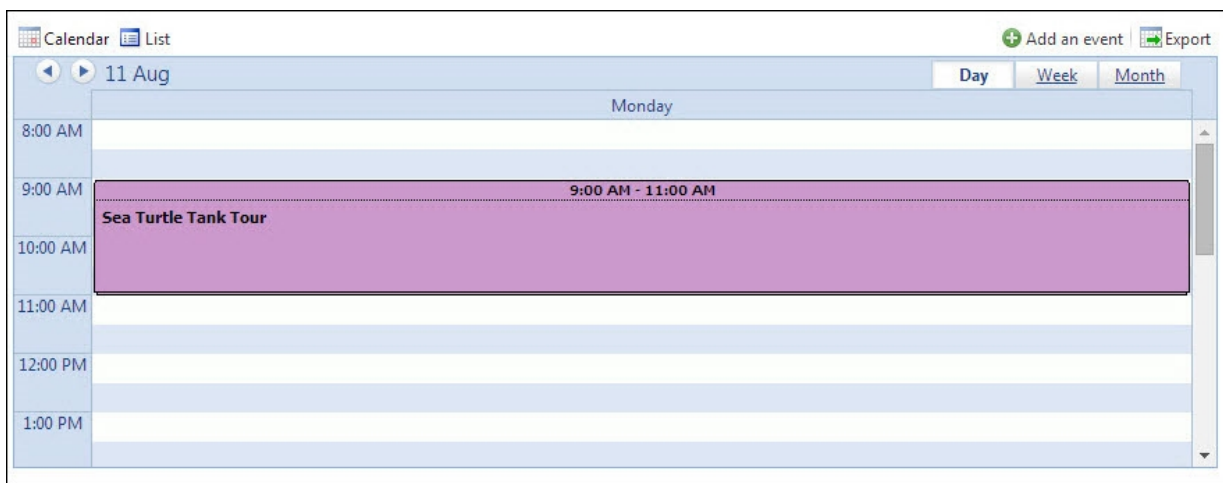 Calendar List Add an event Export
11 Aug Day Week Month
Monday
8:00 AM
9:00 AM 9:00 AM - 11:00 AM
Sea Turtle Tank Tour
10:00 AM
11:00 AM
12:00 PM
1:00 PM